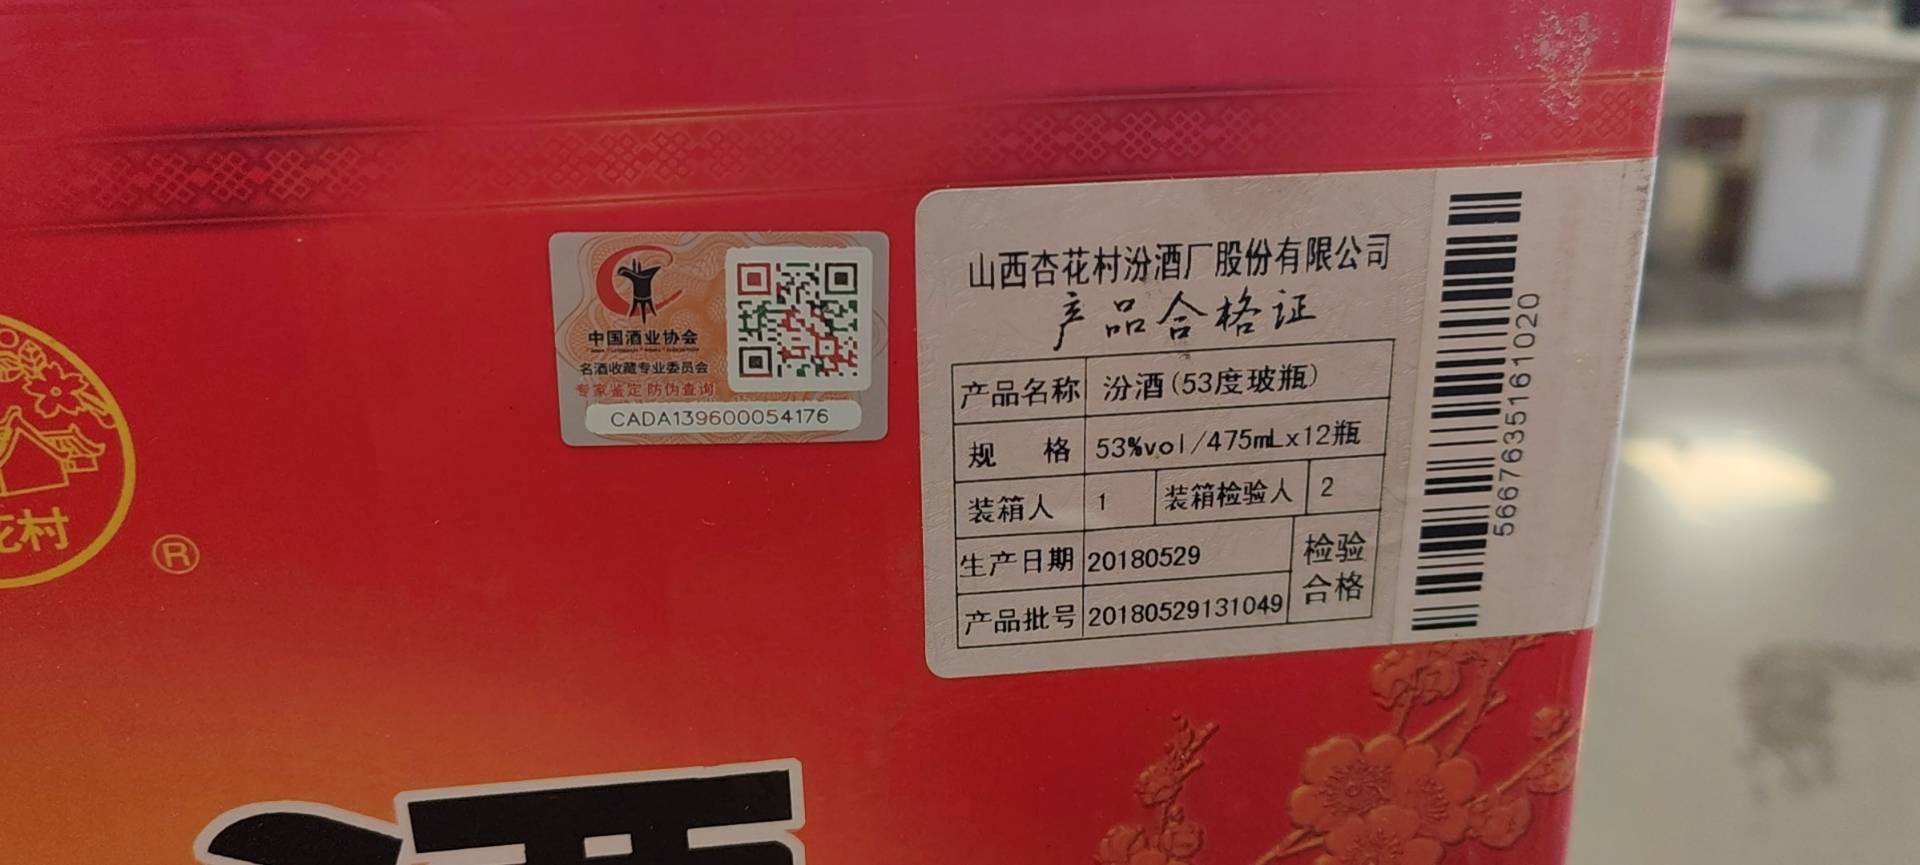 中国酒业协会
名酒收藏专业委员会
专家鉴定 防伪查询
CADA139600054176
山西杏花村汾酒厂股份有限公司
产品合格证
产品名称 汾酒(53度玻瓶)
规 格 53%vol/475mLx12瓶
装箱人 1 装箱检验人 2
生产日期 20180529
检验
合格
产品批号 20180529131049
5667635161020
花村
®
酒